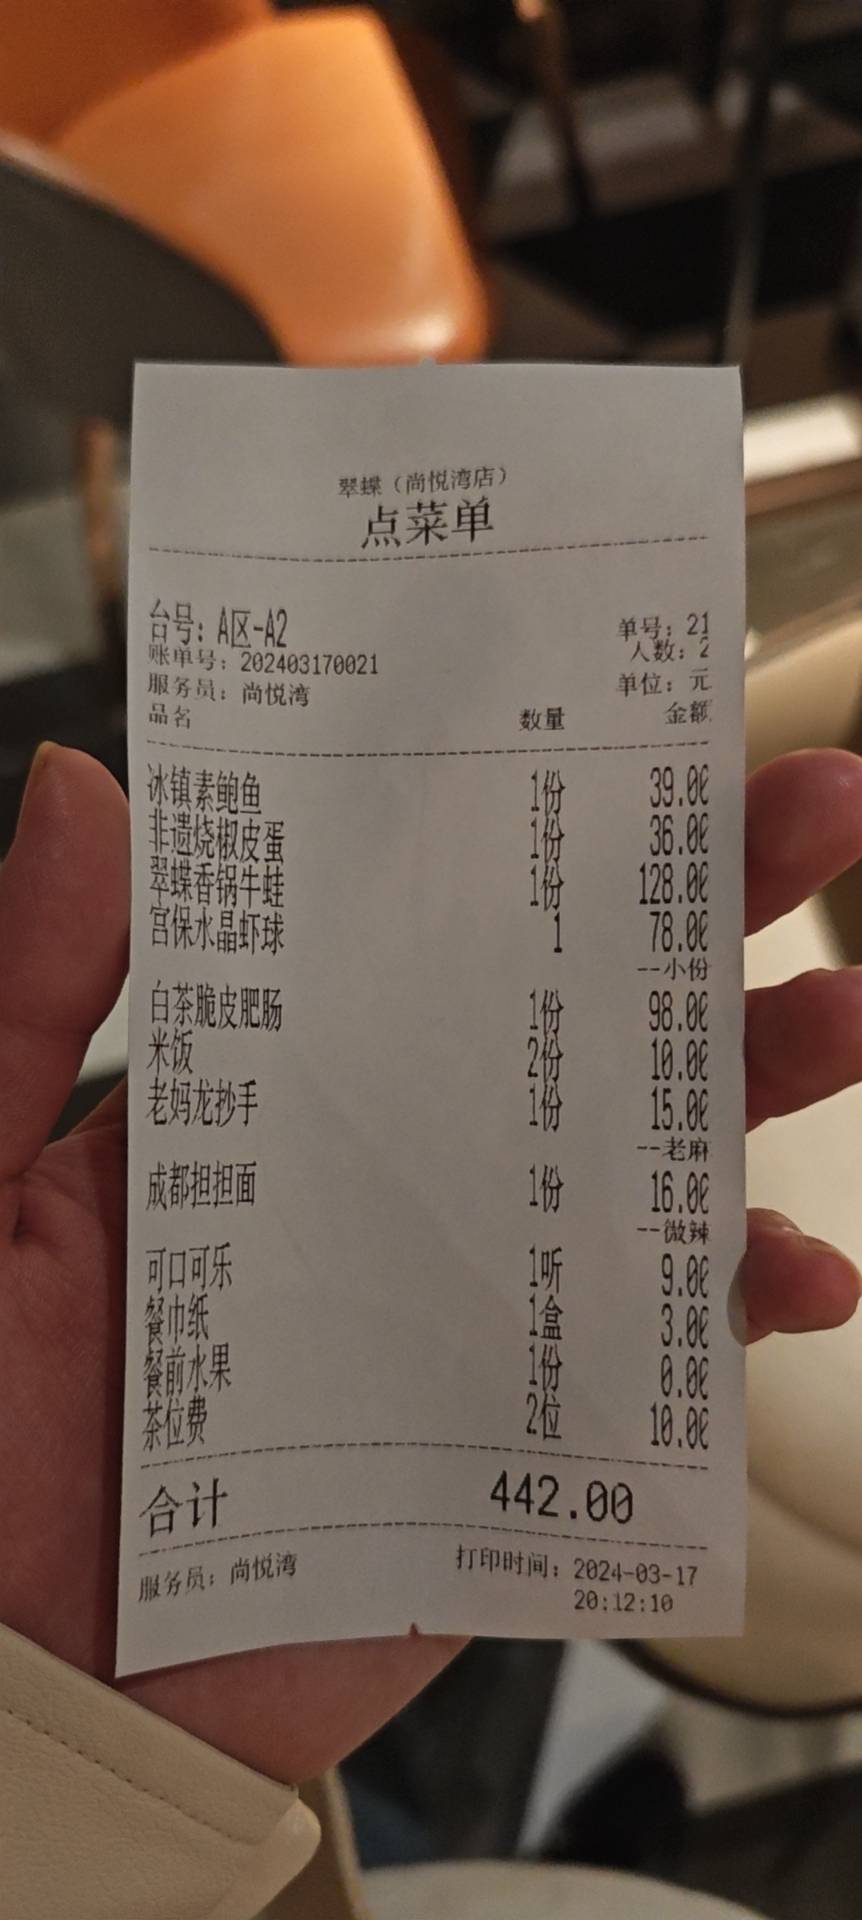 翠蝶（尚悦湾店）
点菜单
台号：A区-A2 单号：21
账单号：202403170021 人数：2
服务员：尚悦湾 单位：元
品名 数量 金额
冰镇素鲍鱼 1份 39.00
非遗烧椒皮蛋 1份 36.00
翠蝶香锅牛蛙 1份 128.00
宫保水晶虾球 1 78.00
--小份
白茶脆皮肥肠 1份 98.00
米饭 2份 10.00
老妈龙抄手 1份 15.00
--老麻
成都担担面 1份 16.00
--微辣
可口可乐 1听 9.00
餐巾纸 1盒 3.00
餐前水果 1份 0.00
茶位费 2位 10.00
合计 442.00
服务员：尚悦湾 打印时间：2024-03-17
20:12:10